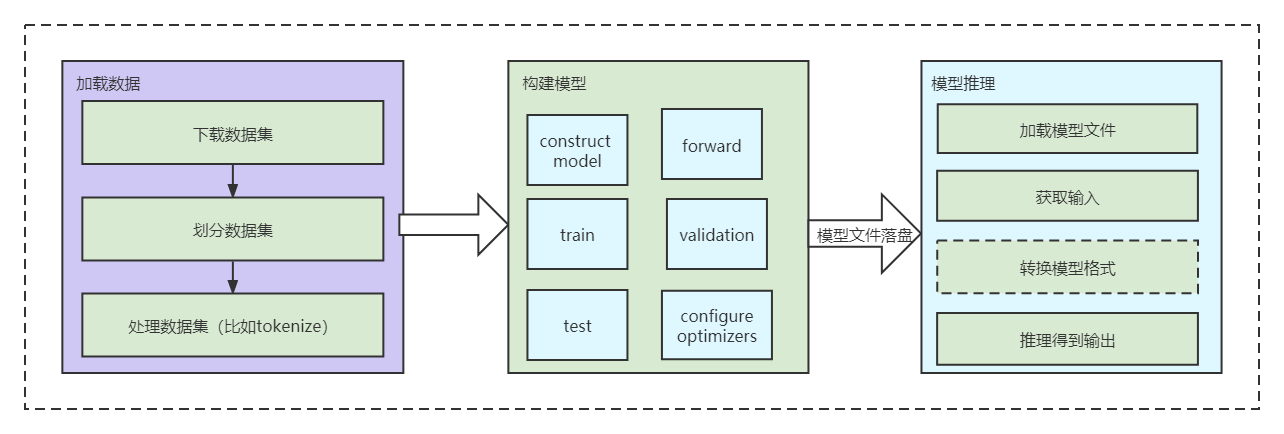 加载数据
下载数据集
划分数据集
处理数据集（比如tokenize）
构建模型
construct
model
forward
train
validation
test
configure
optimizers
模型文件落盘
模型推理
加载模型文件
获取输入
转换模型格式
推理得到输出